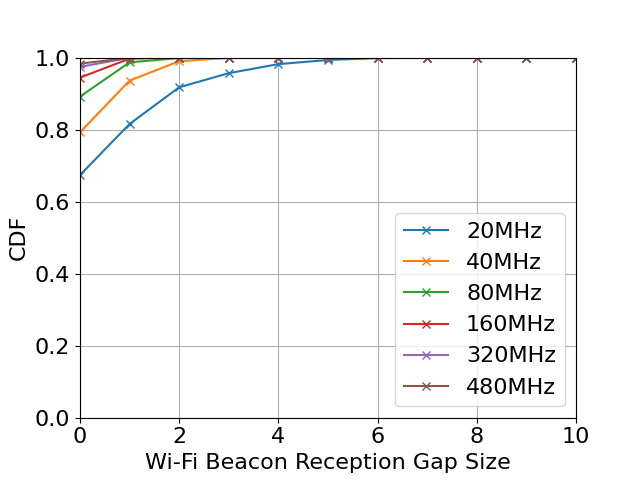 1.0
0.8
0.6
0.4
0.2
0.0
CDF
0 2 4 6 8 10
Wi-Fi Beacon Reception Gap Size
20MHz
40MHz
80MHz
160MHz
320MHz
480MHz